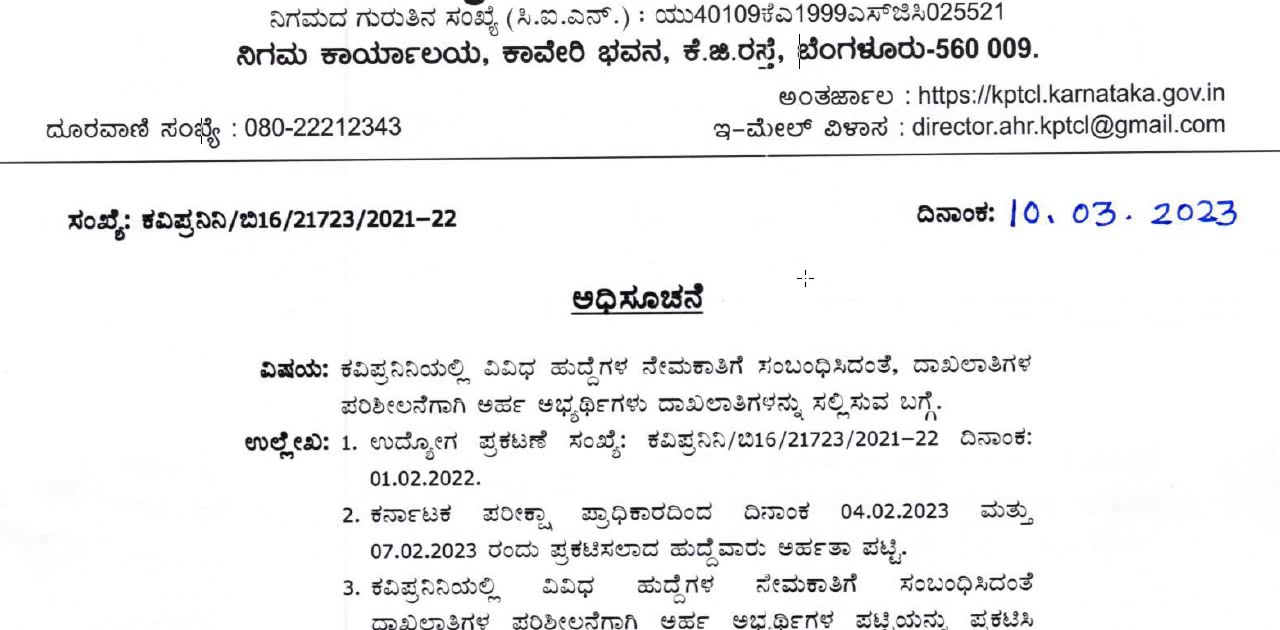 ನಿಗಮದ ಗುರುತಿನ ಸಂಖ್ಯೆ (ಸಿ.ಐ.ಎನ್.) : ಯು40109ಕೆಎ1999ಎಸ್‌ಜಿಸಿ025521
ನಿಗಮ ಕಾರ್ಯಾಲಯ, ಕಾವೇರಿ ಭವನ, ಕೆ.ಜಿ.ರಸ್ತೆ, ಬೆಂಗಳೂರು-560 009.
ಅಂತರ್ಜಾಲ : https://kptcl.karnataka.gov.in
ದೂರವಾಣಿ ಸಂಖ್ಯೆ : 080-22212343 ಇ-ಮೇಲ್ ವಿಳಾಸ : director.ahr.kptcl@gmail.com
ಸಂಖ್ಯೆ: ಕವಿಪ್ರನಿನಿ/ಬಿ16/21723/2021-22 ದಿನಾಂಕ: 10. 03. 2023
ಅಧಿಸೂಚನೆ
ವಿಷಯ: ಕವಿಪ್ರನಿನಿಯಲ್ಲಿ ವಿವಿಧ ಹುದ್ದೆಗಳ ನೇಮಕಾತಿಗೆ ಸಂಬಂಧಿಸಿದಂತೆ, ದಾಖಲಾತಿಗಳ
ಪರಿಶೀಲನೆಗಾಗಿ ಅರ್ಹ ಅಭ್ಯರ್ಥಿಗಳು ದಾಖಲಾತಿಗಳನ್ನು ಸಲ್ಲಿಸುವ ಬಗ್ಗೆ.
ಉಲ್ಲೇಖ: 1. ಉದ್ಯೋಗ ಪ್ರಕಟಣೆ ಸಂಖ್ಯೆ: ಕವಿಪ್ರನಿನಿ/ಬಿ16/21723/2021-22 ದಿನಾಂಕ:
01.02.2022.
2. ಕರ್ನಾಟಕ ಪರೀಕ್ಷಾ ಪ್ರಾಧಿಕಾರದಿಂದ ದಿನಾಂಕ 04.02.2023 ಮತ್ತು
07.02.2023 ರಂದು ಪ್ರಕಟಿಸಲಾದ ಹುದ್ದೆವಾರು ಅರ್ಹತಾ ಪಟ್ಟಿ.
3. ಕವಿಪ್ರನಿನಿಯಲ್ಲಿ ವಿವಿಧ ಹುದ್ದೆಗಳ ನೇಮಕಾತಿಗೆ ಸಂಬಂಧಿಸಿದಂತೆ
ದಾಖಲಾತಿಗಳ ಪರಿಶೀಲನೆಗಾಗಿ ಅರ್ಹ ಅಭ್ಯರ್ಥಿಗಳ ಪಟ್ಟಿಯನ್ನು ಪ್ರಕಟಿಸಿ